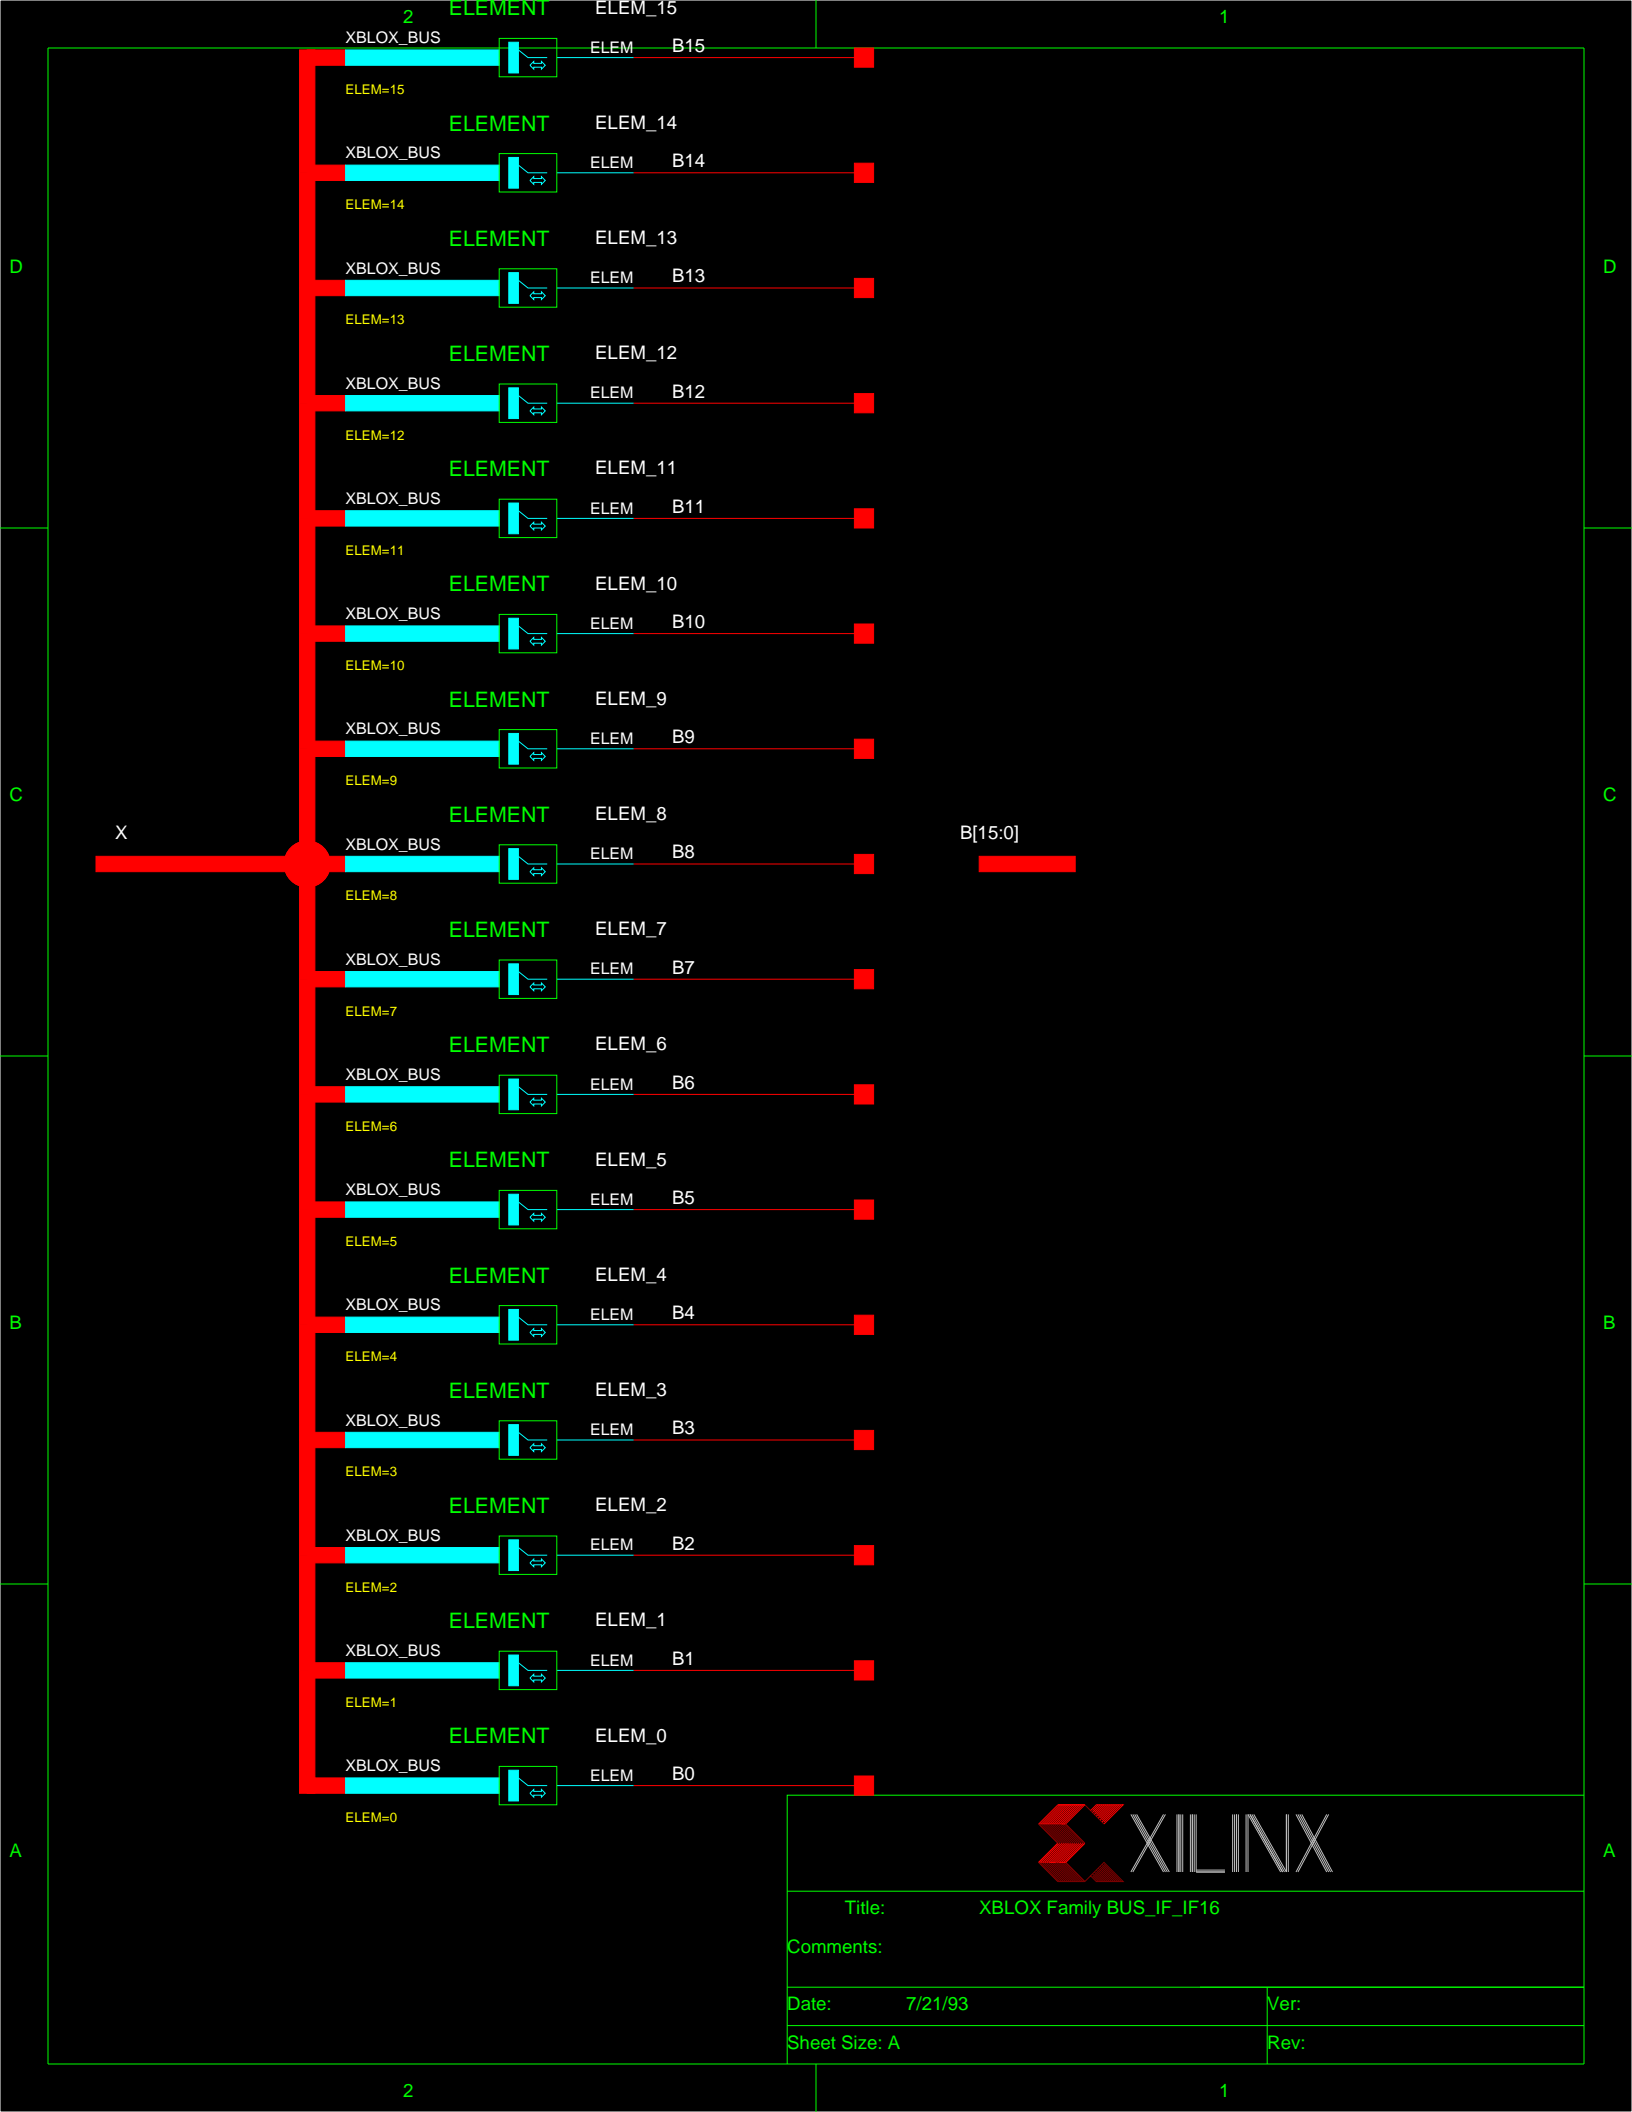 ELEMENT ELEM_15
2 1
XBLOX_BUS ELEM B15
ELEM=15
ELEMENT ELEM_14
XBLOX_BUS ELEM B14
ELEM=14
ELEMENT ELEM_13
D XBLOX_BUS ELEM B13 D
ELEM=13
ELEMENT ELEM_12
XBLOX_BUS ELEM B12
ELEM=12
ELEMENT ELEM_11
XBLOX_BUS ELEM B11
ELEM=11
ELEMENT ELEM_10
XBLOX_BUS ELEM B10
ELEM=10
ELEMENT ELEM_9
XBLOX_BUS ELEM B9
ELEM=9
C C
ELEMENT ELEM_8
X B[15:0]
XBLOX_BUS ELEM B8
ELEM=8
ELEMENT ELEM_7
XBLOX_BUS ELEM B7
ELEM=7
ELEMENT ELEM_6
XBLOX_BUS ELEM B6
ELEM=6
ELEMENT ELEM_5
XBLOX_BUS ELEM B5
ELEM=5
ELEMENT ELEM_4
XBLOX_BUS ELEM B4
B B
ELEM=4
ELEMENT ELEM_3
XBLOX_BUS ELEM B3
ELEM=3
ELEMENT ELEM_2
XBLOX_BUS ELEM B2
ELEM=2
ELEMENT ELEM_1
XBLOX_BUS ELEM B1
ELEM=1
ELEMENT ELEM_0
XBLOX_BUS ELEM B0
ELEM=0
A XILINX A
Title: XBLOX Family BUS_IF_IF16
Comments:
Date: 7/21/93 Ver:
Sheet Size: A Rev:
2 1